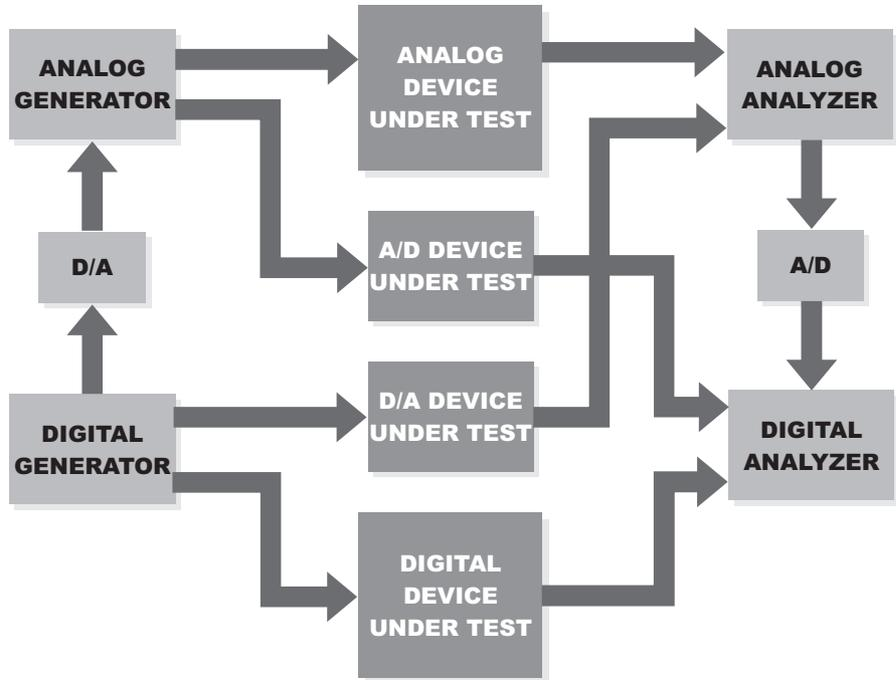 ANALOG
GENERATOR
ANALOG
DEVICE
UNDER TEST
ANALOG
ANALYZER
D/A
A/D DEVICE
UNDER TEST
A/D
DIGITAL
GENERATOR
D/A DEVICE
UNDER TEST
DIGITAL
ANALYZER
DIGITAL
DEVICE
UNDER TEST